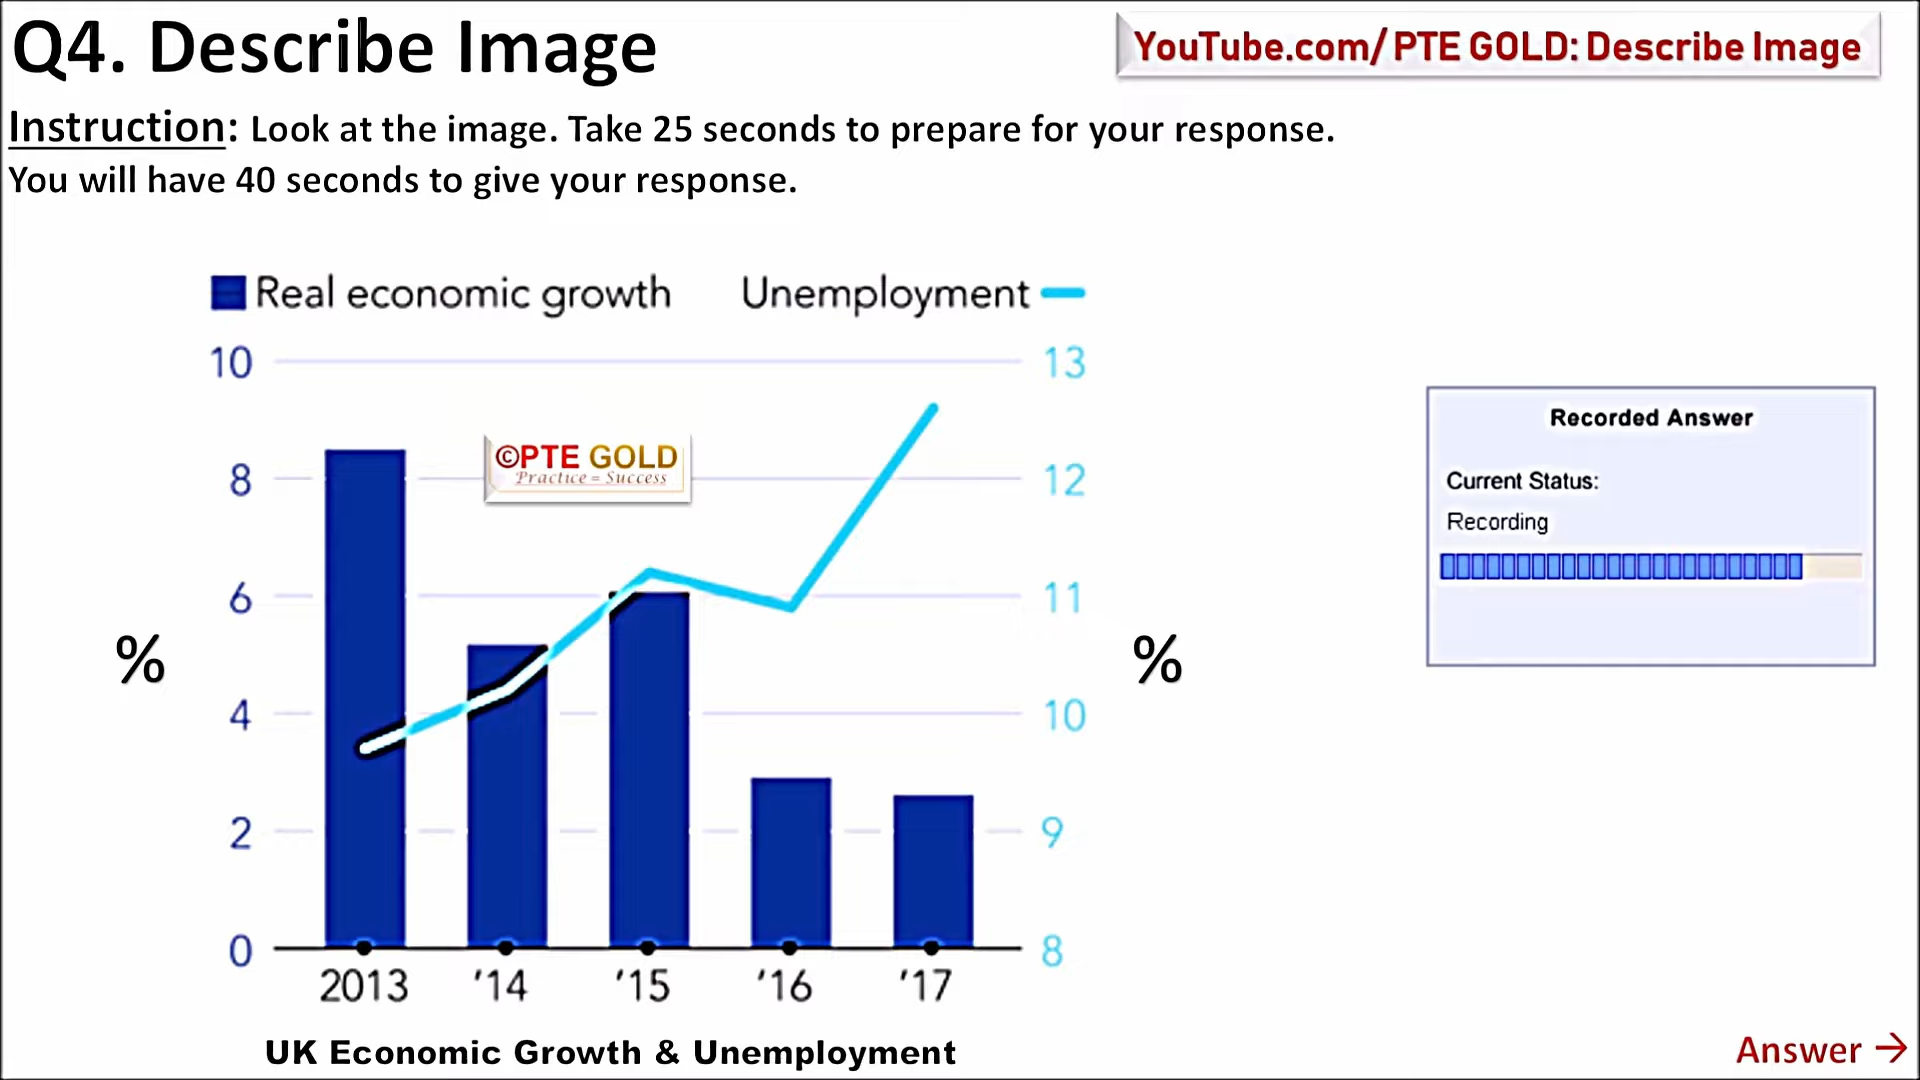 Q4. Describe Image
YouTube.com/ PTE GOLD: Describe Image
Instruction: Look at the image. Take 25 seconds to prepare for your response.
You will have 40 seconds to give your response.
Real economic growth
Unemployment
10
13
©PTE GOLD
Practice = Success
8
12
6
11
%
%
4
10
2
9
0
8
2013 '14 '15 '16 '17
UK Economic Growth & Unemployment
Recorded Answer
Current Status:
Recording
Answer →